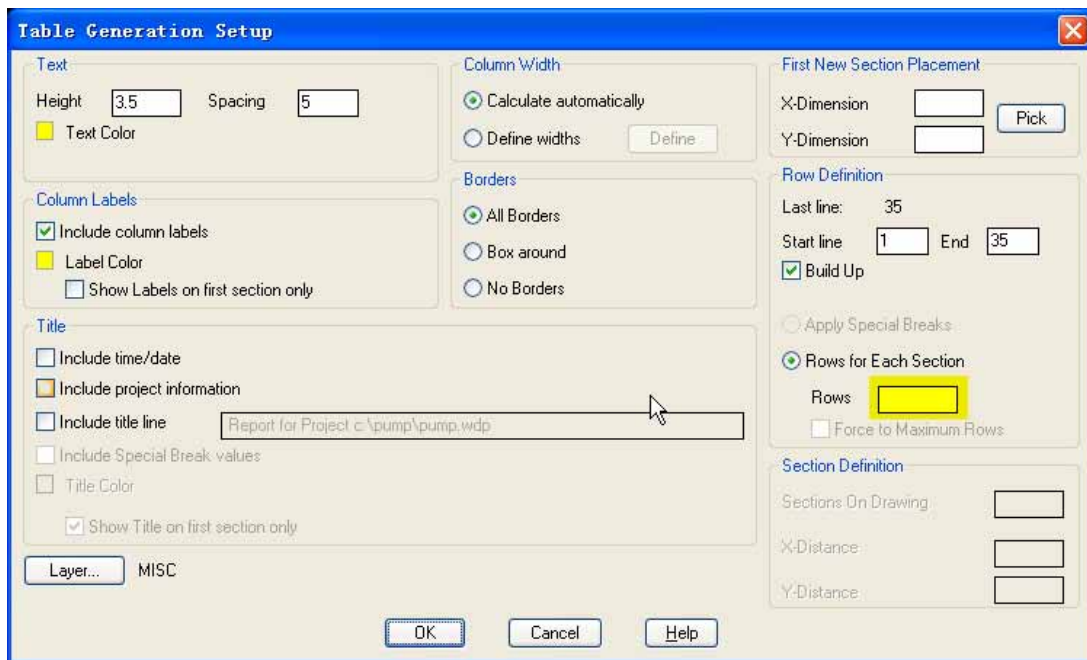 Table Generation Setup
Text
Height 3.5 Spacing 5
Text Color
Column Labels
Include column labels
Label Color
Show Labels on first section only
Title
Include time/date
Include project information
Include title line Report for Project c:\pump\pump.wdp
Include Special Break values
Title Color
Show Title on first section only
Layer... MISC
Column Width
Calculate automatically
Define widths Define
Borders
All Borders
Box around
No Borders
First New Section Placement
X-Dimension
Pick
Y-Dimension
Row Definition
Last line: 35
Start line 1 End 35
Build Up
Apply Special Breaks
Rows for Each Section
Rows
Force to Maximum Rows
Section Definition
Sections On Drawing
X-Distance
Y-Distance
OK Cancel Help